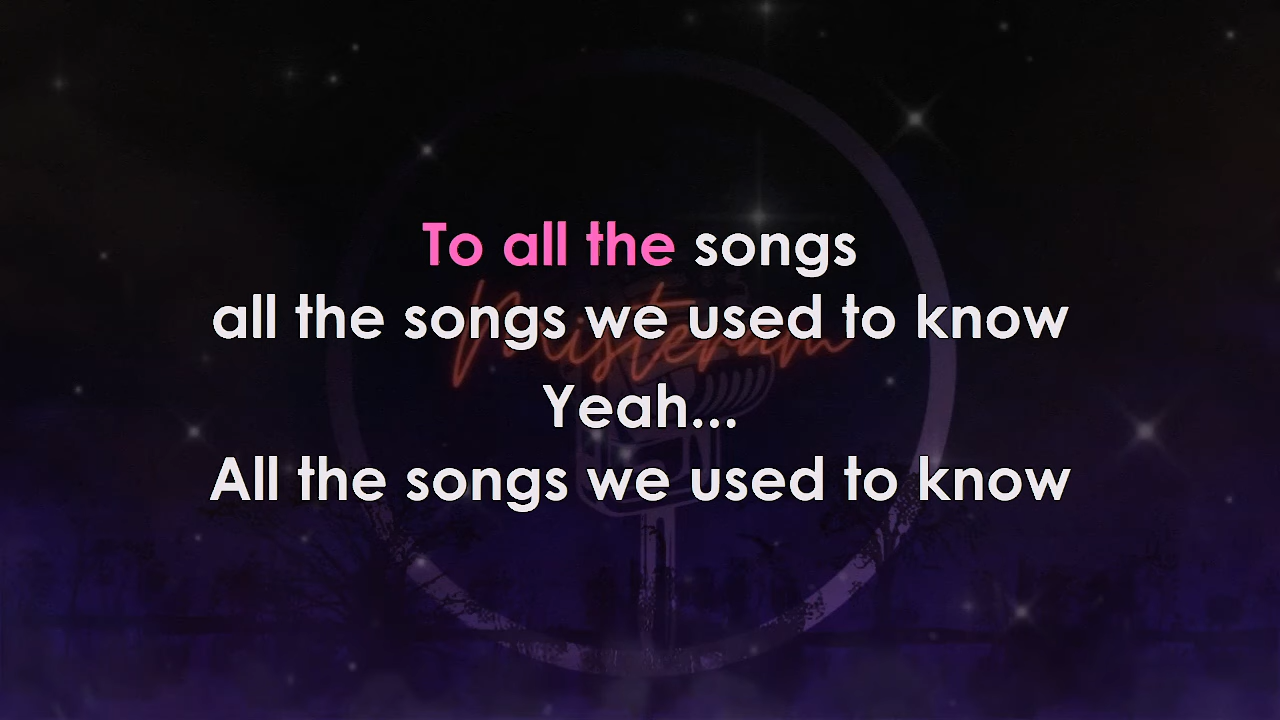 To all the songs
all the songs we used to know
Misterium
Yeah...
All the songs we used to know